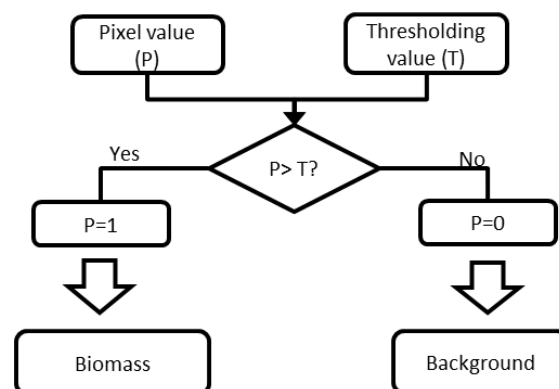 Pixel value
(P)
Thresholding
value (T)
Yes
P> T?
No
P=1
P=0
Biomass
Background